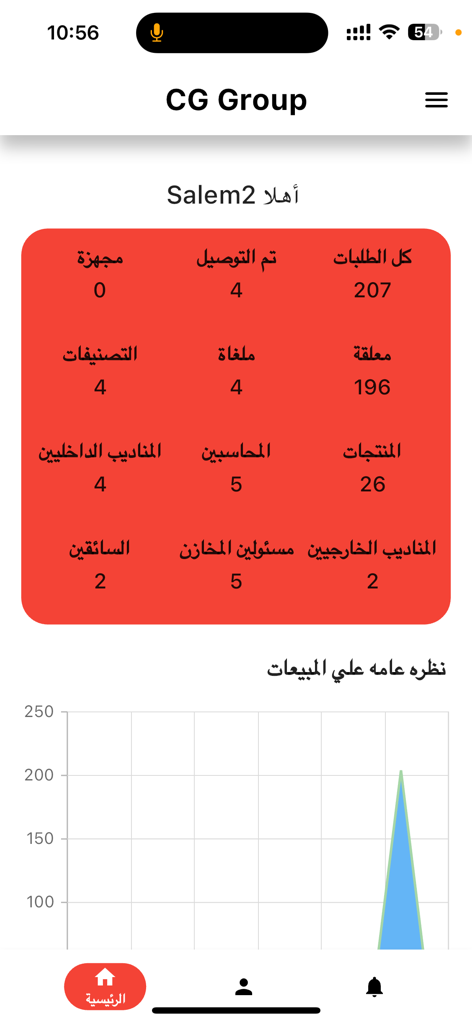 10:56
54
CG Group
أهلا Salem2
كل الطلبات
207
تم التوصيل
4
مجهزة
0
معلقة
196
ملغاة
4
التصنيفات
4
المنتجات
26
المحاسبين
5
المناديب الداخليين
4
المناديب الخارجيين
2
مسئولين المخازن
5
السائقين
2
نظره عامه علي المبيعات
250
200
150
100
الرئيسية